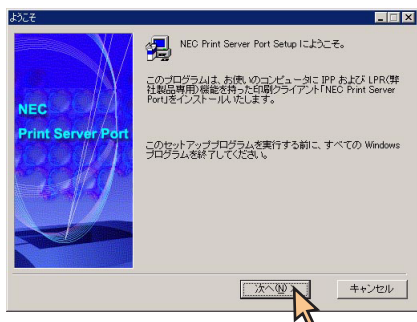 ようこそ
NEC Print Server Port Setup にようこそ。
このプログラムは、お使いのコンピュータに IPP および LPR(弊
社製品専用)機能を持った印刷クライアント「NEC Print Server
Port」をインストールいたします。
このセットアッププログラムを実行する前に、すべての Windows
プログラムを終了してください。
NEC
Print Server Port
次へ(N) >
キャンセル